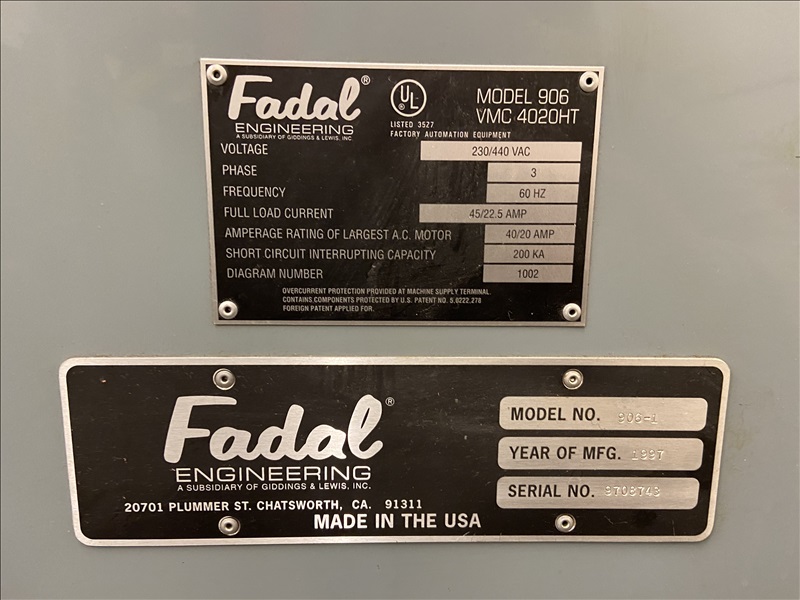 Fadal®
ENGINEERING
A SUBSIDIARY OF GIDDINGS & LEWIS, INC.
UL ®
LISTED 3527
FACTORY AUTOMATION EQUIPMENT
MODEL 906
VMC 4020HT
VOLTAGE 230/440 VAC
PHASE 3
FREQUENCY 60 HZ
FULL LOAD CURRENT 45/22.5 AMP
AMPERAGE RATING OF LARGEST A.C. MOTOR 40/20 AMP
SHORT CIRCUIT INTERRUPTING CAPACITY 200 KA
DIAGRAM NUMBER 1002
OVERCURRENT PROTECTION PROVIDED AT MACHINE SUPPLY TERMINAL.
CONTAINS COMPONENTS PROTECTED BY U.S. PATENT NO. 5,0222,278
FOREIGN PATENT APPLIED FOR.
Fadal®
ENGINEERING
A SUBSIDIARY OF GIDDINGS & LEWIS, INC.
20701 PLUMMER ST. CHATSWORTH, CA. 91311
MADE IN THE USA
MODEL NO. 906-1
YEAR OF MFG. 1997
SERIAL NO. 9708743